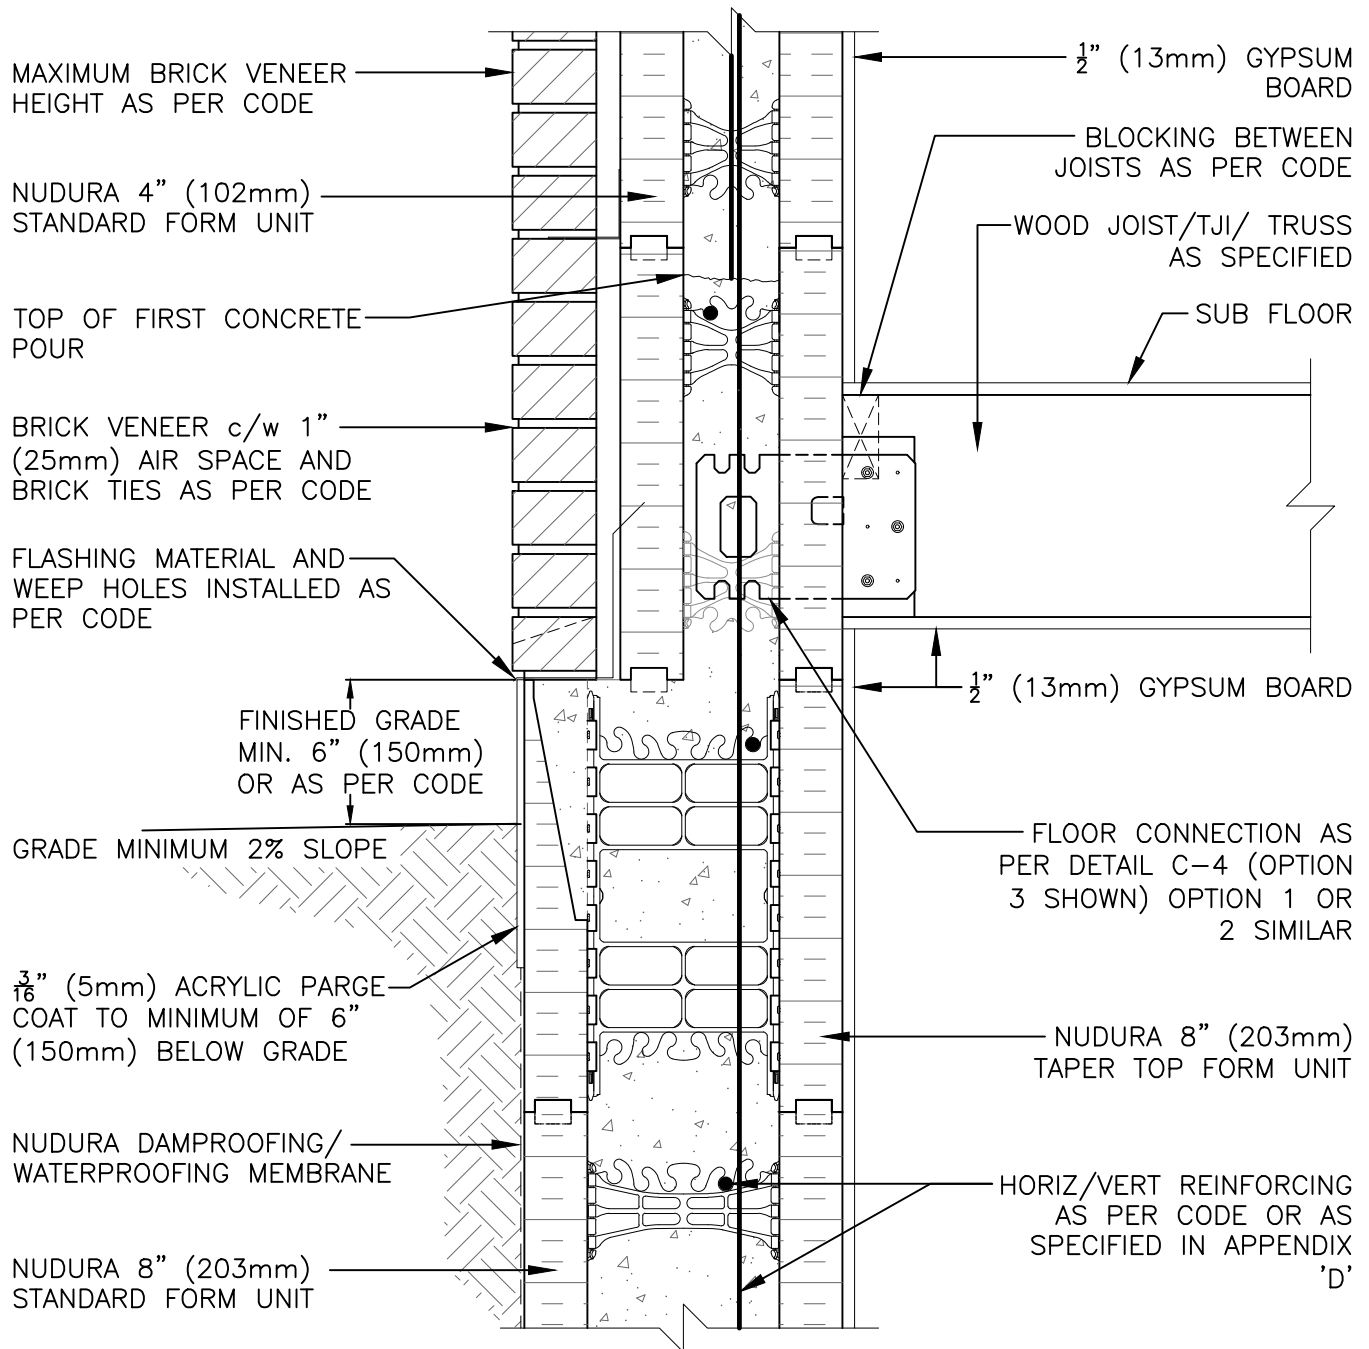 MAXIMUM BRICK VENEER
HEIGHT AS PER CODE
NUDURA 4" (102mm)
STANDARD FORM UNIT
TOP OF FIRST CONCRETE
POUR
BRICK VENEER c/w 1"
(25mm) AIR SPACE AND
BRICK TIES AS PER CODE
FLASHING MATERIAL AND
WEEP HOLES INSTALLED AS
PER CODE
FINISHED GRADE
MIN. 6" (150mm)
OR AS PER CODE
GRADE MINIMUM 2% SLOPE
3/16" (5mm) ACRYLIC PARGE
COAT TO MINIMUM OF 6"
(150mm) BELOW GRADE
NUDURA DAMPROOFING/
WATERPROOFING MEMBRANE
NUDURA 8" (203mm)
STANDARD FORM UNIT
1/2" (13mm) GYPSUM
BOARD
BLOCKING BETWEEN
JOISTS AS PER CODE
WOOD JOIST/TJI/ TRUSS
AS SPECIFIED
SUB FLOOR
1/2" (13mm) GYPSUM BOARD
FLOOR CONNECTION AS
PER DETAIL C-4 (OPTION
3 SHOWN) OPTION 1 OR
2 SIMILAR
NUDURA 8" (203mm)
TAPER TOP FORM UNIT
HORIZ/VERT REINFORCING
AS PER CODE OR AS
SPECIFIED IN APPENDIX
'D'